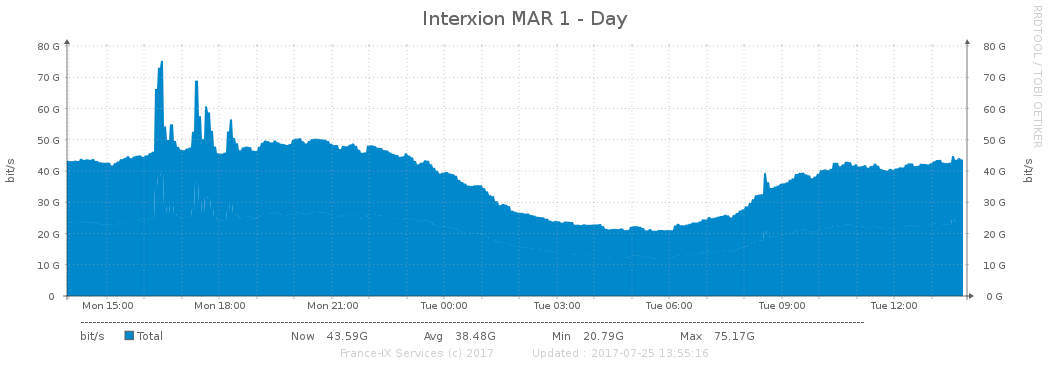 Interxion MAR 1 - Day
RRDTOOL / TOBI OETIKER
80 G 80 G
70 G 70 G
60 G 60 G
50 G 50 G
40 G 40 G
30 G 30 G
20 G 20 G
10 G 10 G
0 0 G
bit/s bit/s
Mon 15:00 Mon 18:00 Mon 21:00 Tue 00:00 Tue 03:00 Tue 06:00 Tue 09:00 Tue 12:00
bit/s Total Now 43.59G Avg 38.48G Min 20.79G Max 75.17G
France-IX Services (c) 2017 Updated : 2017-07-25 13:55:16